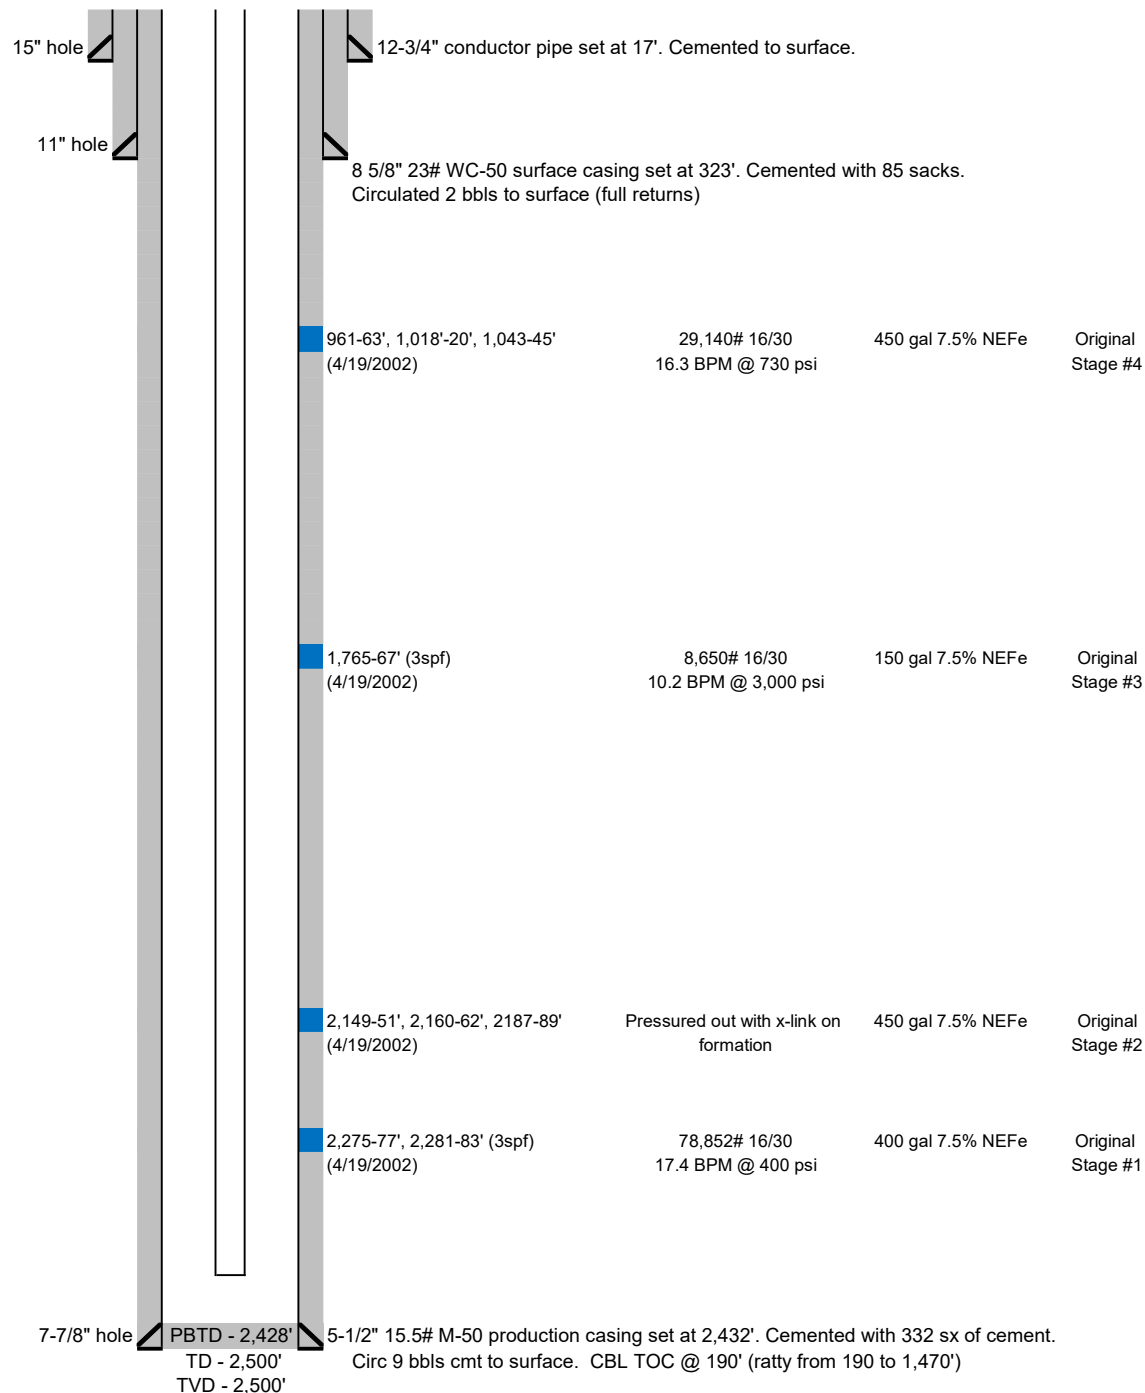 15" hole
12-3/4" conductor pipe set at 17'. Cemented to surface.
11" hole
8 5/8" 23# WC-50 surface casing set at 323'. Cemented with 85 sacks.
Circulated 2 bbls to surface (full returns)
961-63', 1,018'-20', 1,043-45' 29,140# 16/30 450 gal 7.5% NEFe Original
(4/19/2002) 16.3 BPM @ 730 psi Stage #4
1,765-67' (3spf) 8,650# 16/30 150 gal 7.5% NEFe Original
(4/19/2002) 10.2 BPM @ 3,000 psi Stage #3
2,149-51', 2,160-62', 2187-89' Pressured out with x-link on 450 gal 7.5% NEFe Original
(4/19/2002) formation Stage #2
2,275-77', 2,281-83' (3spf) 78,852# 16/30 400 gal 7.5% NEFe Original
(4/19/2002) 17.4 BPM @ 400 psi Stage #1
7-7/8" hole PBTD - 2,428' 5-1/2" 15.5# M-50 production casing set at 2,432'. Cemented with 332 sx of cement.
TD - 2,500' Circ 9 bbls cmt to surface. CBL TOC @ 190' (ratty from 190 to 1,470')
TVD - 2,500'